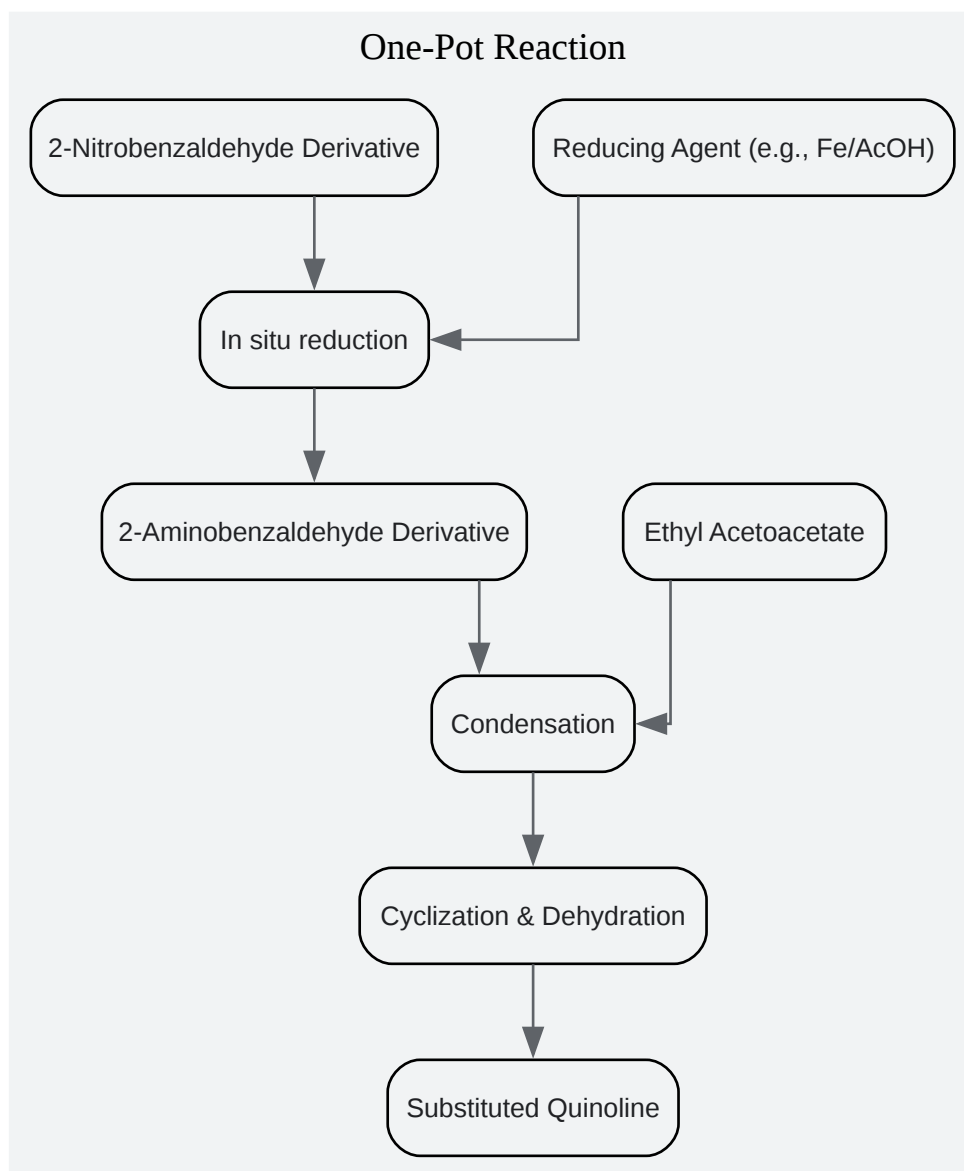 One-Pot Reaction
2-Nitrobenzaldehyde Derivative
Reducing Agent (e.g., Fe/AcOH)
In situ reduction
2-Aminobenzaldehyde Derivative
Ethyl Acetoacetate
Condensation
Cyclization & Dehydration
Substituted Quinoline